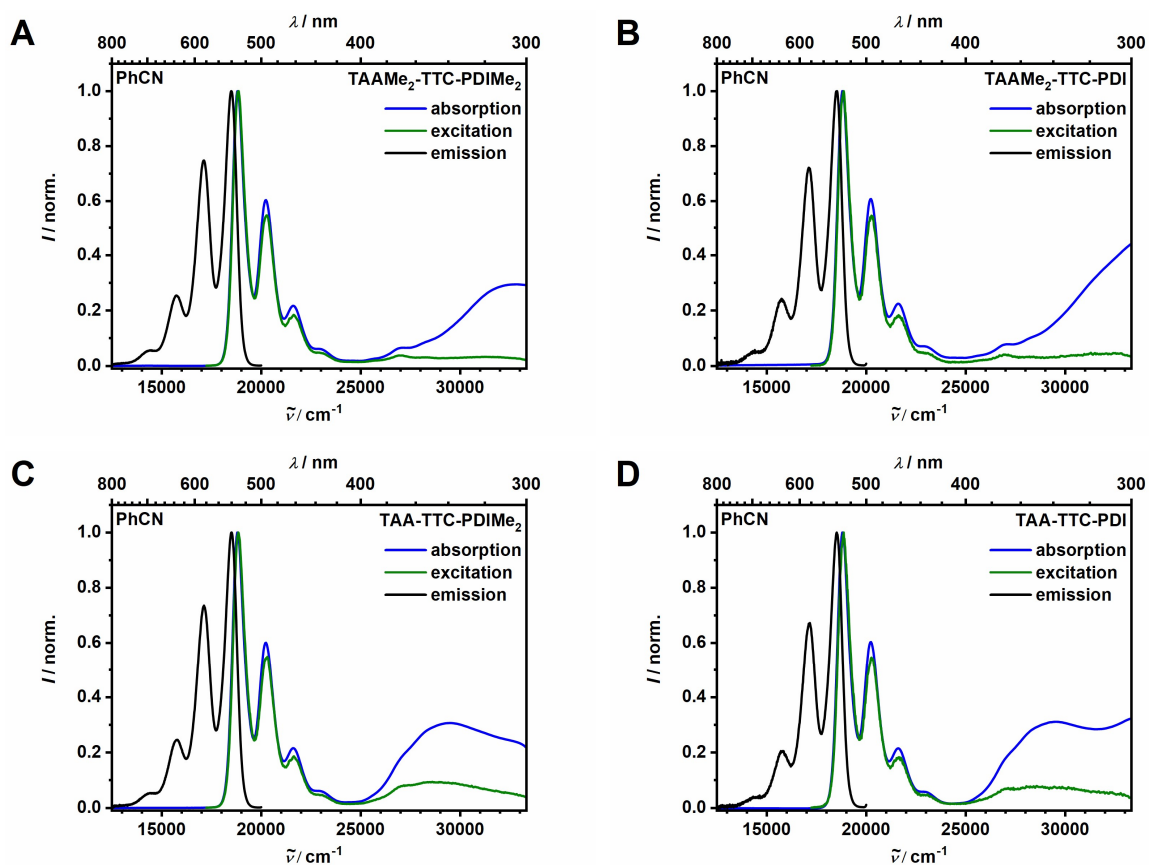 A
λ / nm
800 600 500 400 300
PhCN
TAAMe₂-TTC-PDIMe₂
absorption
excitation
emission
I / norm.
1.0
0.8
0.6
0.4
0.2
0.0
15000 20000 25000 30000
ν̃ / cm⁻¹
B
λ / nm
800 600 500 400 300
PhCN
TAAMe₂-TTC-PDI
absorption
excitation
emission
I / norm.
1.0
0.8
0.6
0.4
0.2
0.0
15000 20000 25000 30000
ν̃ / cm⁻¹
C
λ / nm
800 600 500 400 300
PhCN
TAA-TTC-PDIMe₂
absorption
excitation
emission
I / norm.
1.0
0.8
0.6
0.4
0.2
0.0
15000 20000 25000 30000
ν̃ / cm⁻¹
D
λ / nm
800 600 500 400 300
PhCN
TAA-TTC-PDI
absorption
excitation
emission
I / norm.
1.0
0.8
0.6
0.4
0.2
0.0
15000 20000 25000 30000
ν̃ / cm⁻¹